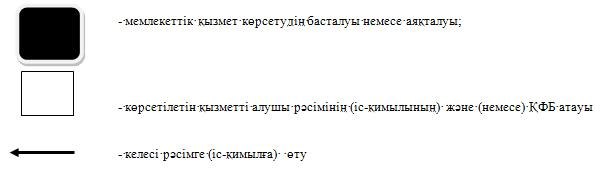 - мемлекеттік қызмет көрсетудің басталуы немесе аяқталуы;
- көрсетілетін қызметті алушы рәсімінің (іс-қимылының) және (немесе) ҚФБ атауы
- келесі рәсімге (іс-қимылға) өту